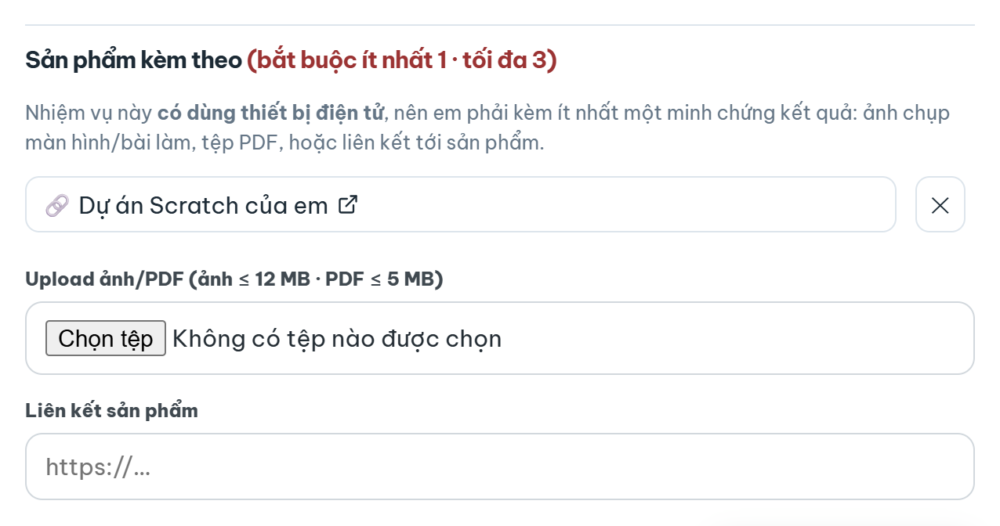 Sản phẩm kèm theo (bắt buộc ít nhất 1 · tối đa 3)
Nhiệm vụ này có dùng thiết bị điện tử, nên em phải kèm ít nhất một minh chứng kết quả: ảnh chụp
màn hình/bài làm, tệp PDF, hoặc liên kết tới sản phẩm.
Dự án Scratch của em
Upload ảnh/PDF (ảnh ≤ 12 MB · PDF ≤ 5 MB)
Chọn tệp Không có tệp nào được chọn
Liên kết sản phẩm
https://...